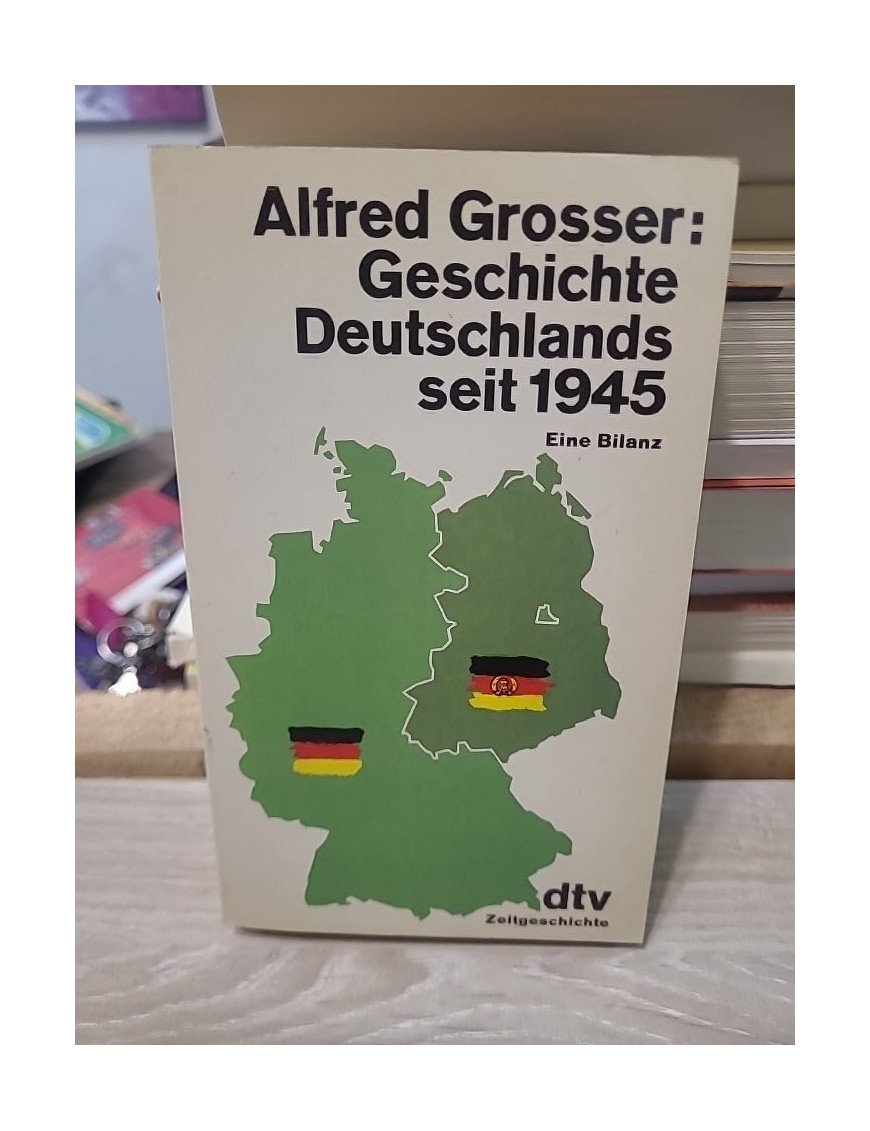 Alfred Grosser:
Geschichte
Deutschlands
seit 1945
Eine Bilanz
dtv
Zeitgeschichte